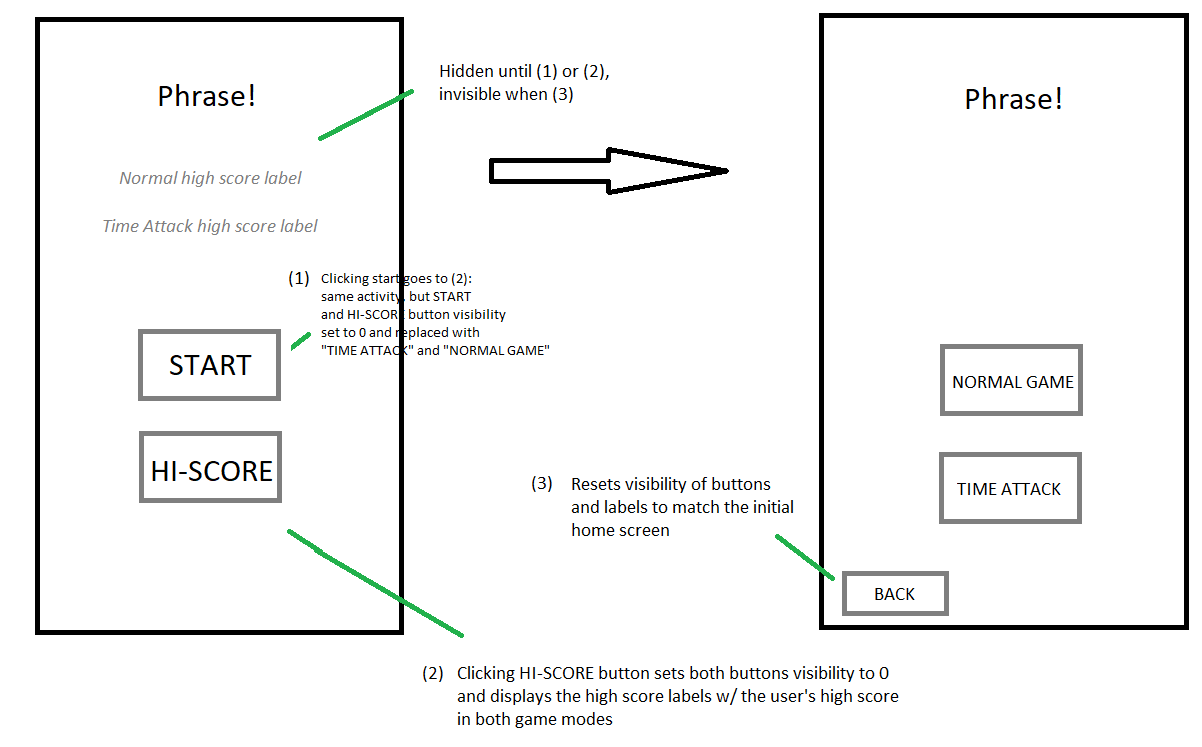 Phrase!
Hidden until (1) or (2),
invisible when (3)
Normal high score label
Time Attack high score label
(1) Clicking start goes to (2):
same activity, but START
and HI-SCORE button visibility
set to 0 and replaced with
"TIME ATTACK" and "NORMAL GAME"
START
HI-SCORE
(2) Clicking HI-SCORE button sets both buttons visibility to 0
and displays the high score labels w/ the user's high score
in both game modes
Phrase!
NORMAL GAME
TIME ATTACK
(3) Resets visibility of buttons
and labels to match the initial
home screen
BACK